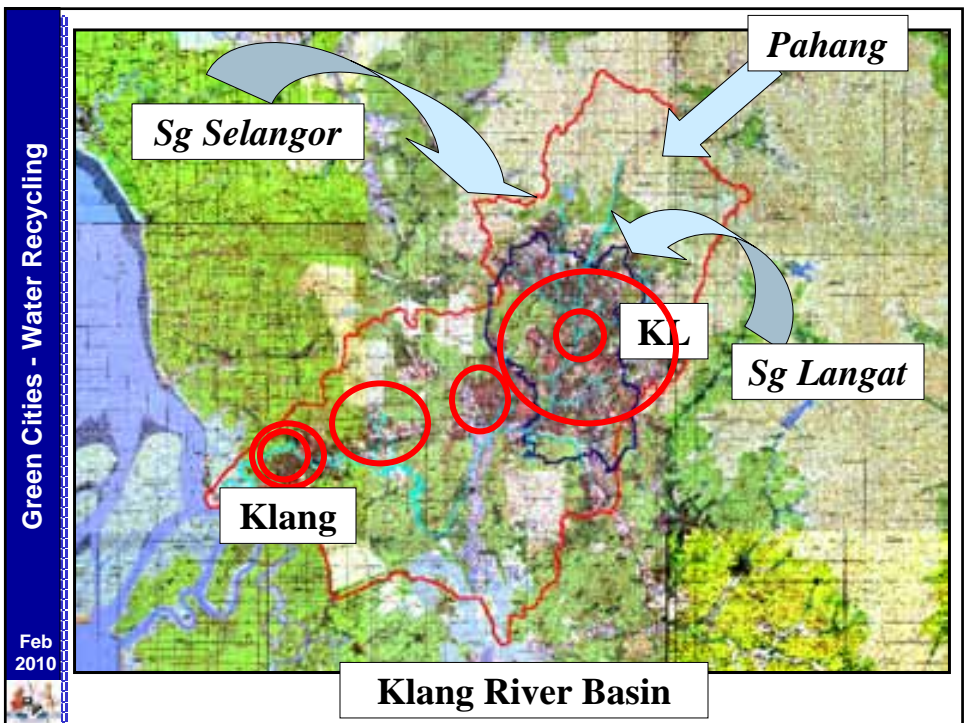 Green Cities - Water Recycling
Feb
2010
Pahang
Sg Selangor
KL
Sg Langat
Klang
Klang River Basin